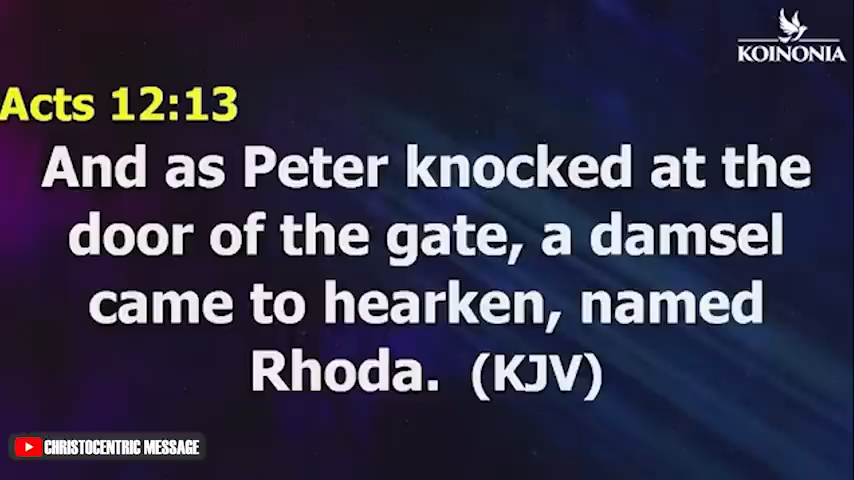 KOINONIA
Acts 12:13
And as Peter knocked at the
door of the gate, a damsel
came to hearken, named
Rhoda. (KJV)
CHRISTOCENTRIC MESSAGE